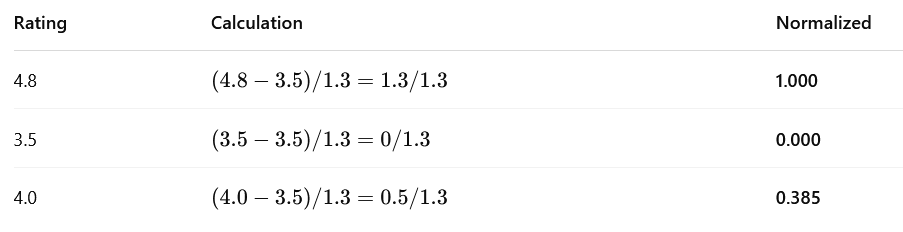 Rating Calculation Normalized
4.8 (4.8 − 3.5)/1.3 = 1.3/1.3 1.000
3.5 (3.5 − 3.5)/1.3 = 0/1.3 0.000
4.0 (4.0 − 3.5)/1.3 = 0.5/1.3 0.385